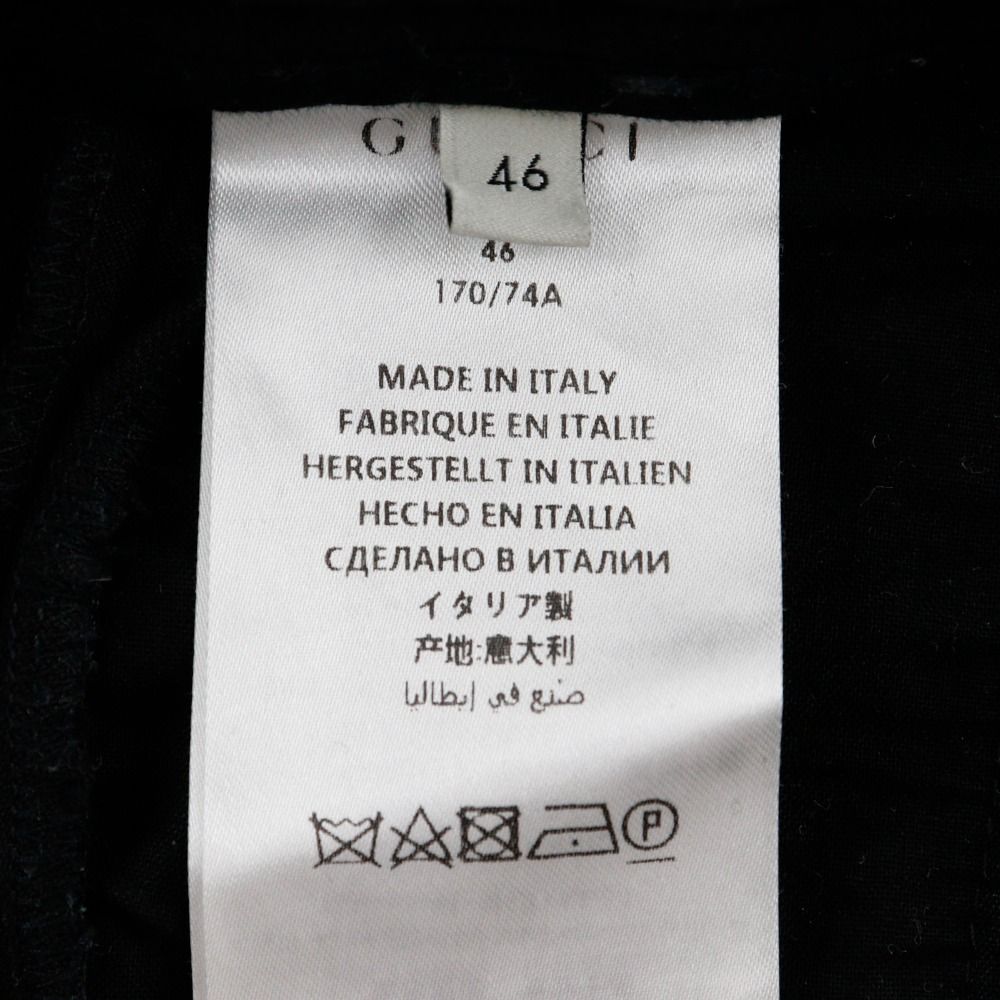 G CI
46
46
170/74A
MADE IN ITALY
FABRIQUE EN ITALIE
HERGESTELLT IN ITALIEN
HECHO EN ITALIA
СДЕЛАНО В ИТАЛИИ
イタリア製
产地:意大利
صنع في إيطاليا
P